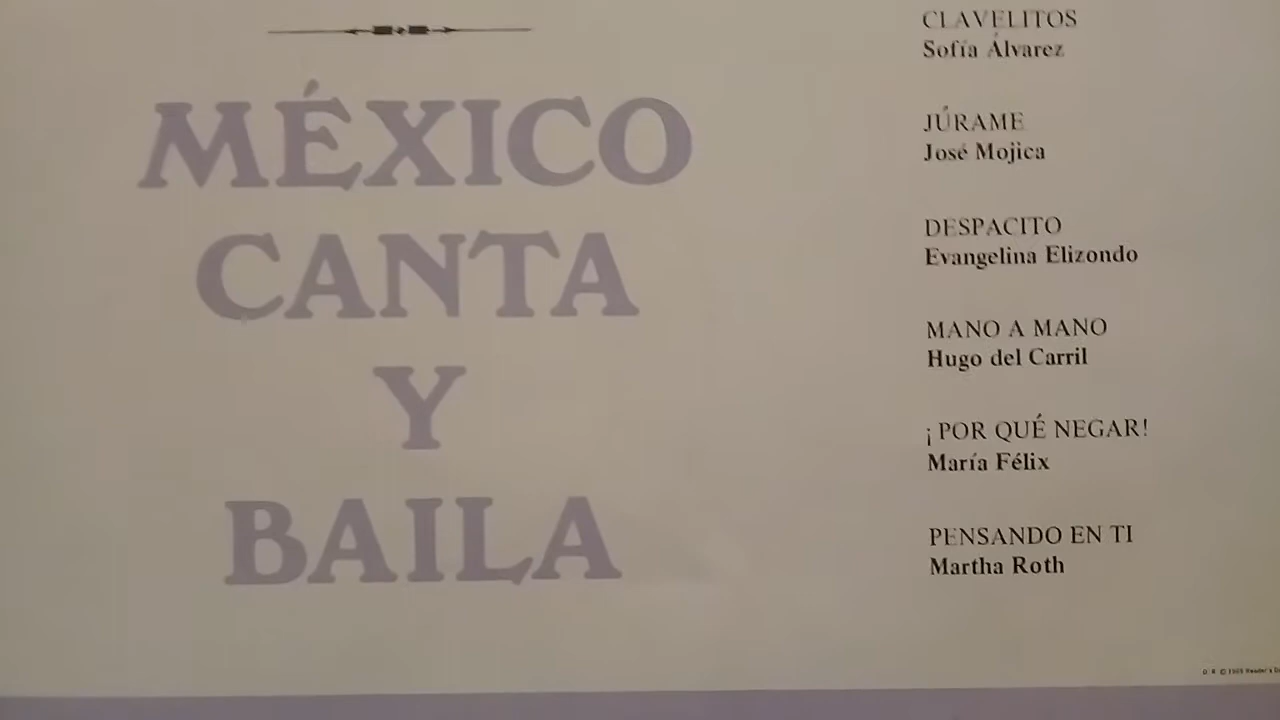 MÉXICO
CANTA
Y
BAILA
CLAVELITOS
Sofía Álvarez
JÚRAME
José Mojica
DESPACITO
Evangelina Elizondo
MANO A MANO
Hugo del Carril
¡POR QUÉ NEGAR!
María Félix
PENSANDO EN TI
Martha Roth